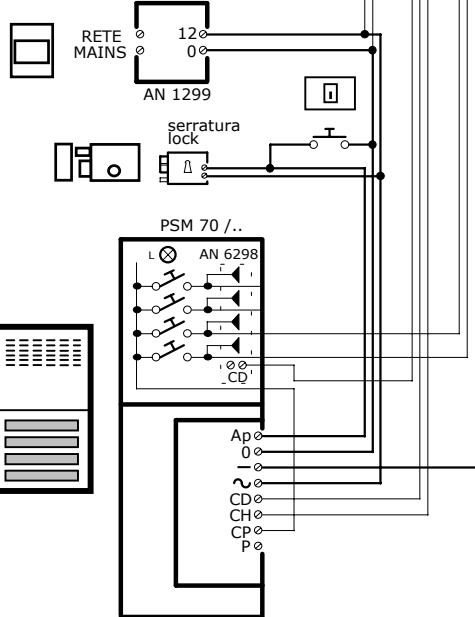 RETE
MAINS
12
0
AN 1299
serratura
lock
PSM 70 /..
L
AN 6298
CD
Ap
0
–
~
CD
CH
CP
P